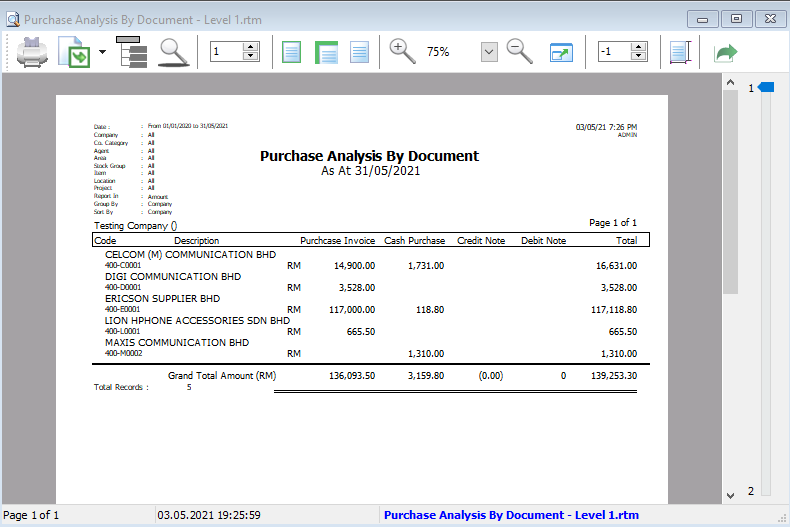 Purchase Analysis By Document - Level 1.rtm
1 75% -1
1
Date : : From 01/01/2020 to 31/05/2021 03/05/21 7:26 PM
Company : All ADMIN
Co. Category : All
Agent : All
Area : All
Stock Group : All
Item : All
Location : All
Project : All
Report In : Amount
Group By : Company
Sort By : Company
Purchase Analysis By Document
As At 31/05/2021
Testing Company () Page 1 of 1
Code Description Purchcase Invoice Cash Purchase Credit Note Debit Note Total
CELCOM (M) COMMUNICATION BHD
400-C0001 RM 14,900.00 1,731.00 16,631.00
DIGI COMMUNICATION BHD
400-D0001 RM 3,528.00 3,528.00
ERICSON SUPPLIER BHD
400-E0001 RM 117,000.00 118.80 117,118.80
LION HPHONE ACCESSORIES SDN BHD
400-L0001 RM 665.50 665.50
MAXIS COMMUNICATION BHD
400-M0002 RM 1,310.00 1,310.00
Grand Total Amount (RM) 136,093.50 3,159.80 (0.00) 0 139,253.30
Total Records : 5
2
Page 1 of 1 03.05.2021 19:25:59 Purchase Analysis By Document - Level 1.rtm